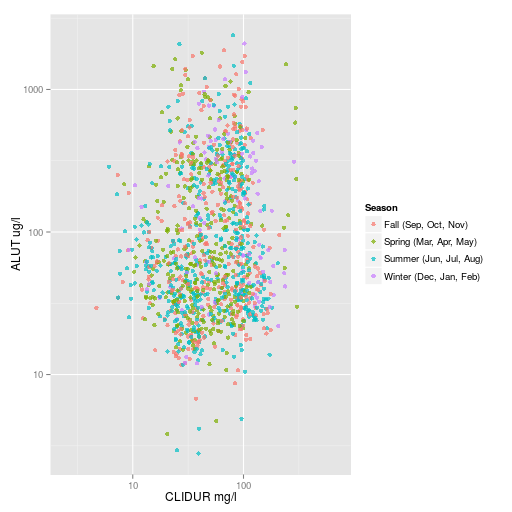 1000
100
10
ALUT ug/l
10
100
CLIDUR mg/l
Season
Fall (Sep, Oct, Nov)
Spring (Mar, Apr, May)
Summer (Jun, Jul, Aug)
Winter (Dec, Jan, Feb)